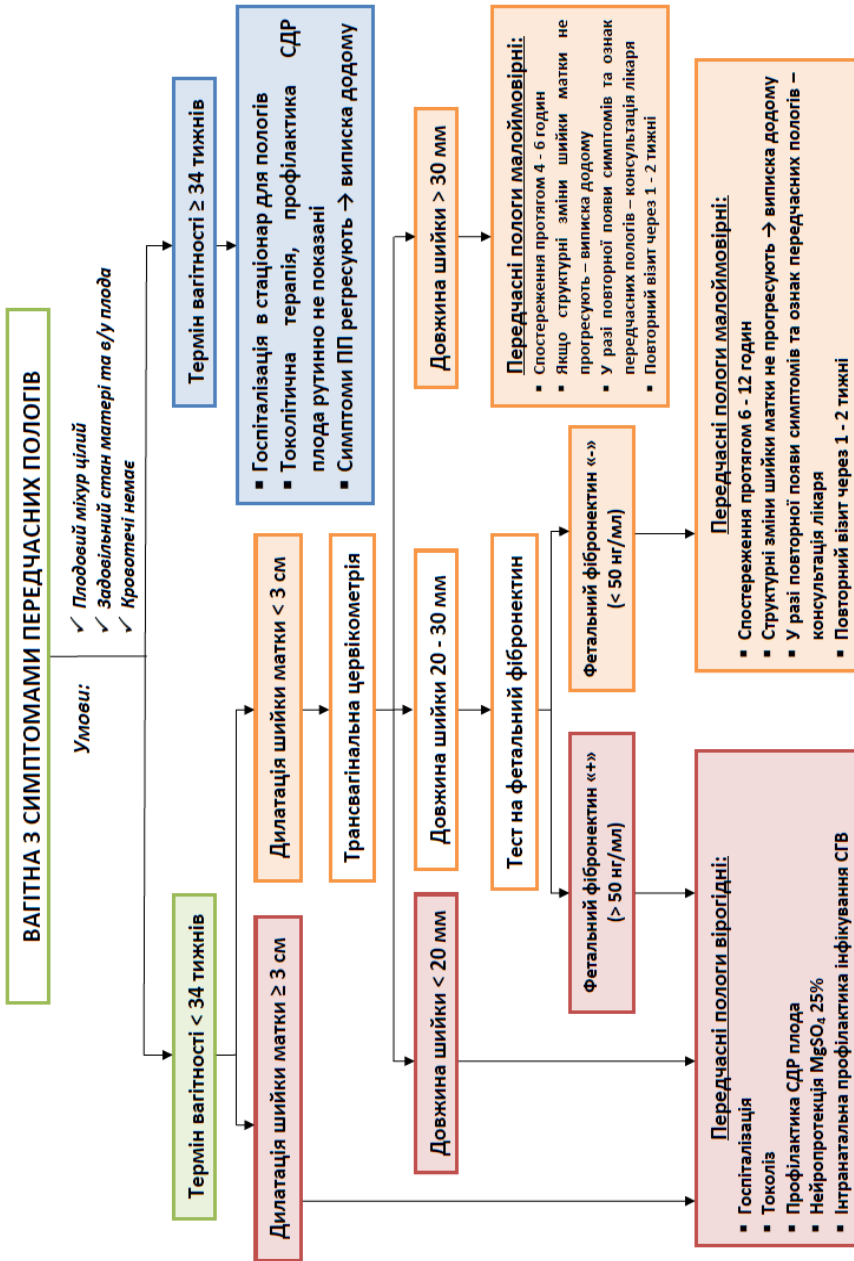 ВАГІТНА З СИМПТОМАМИ ПЕРЕДЧАСНИХ ПОЛОГІВ
Умови:
✓ Плодовий міхур цілий
✓ Задовільний стан матері та в/у плода
✓ Кровотечі немає
Термін вагітності < 34 тижнів
Термін вагітності ≥ 34 тижнів
▪ Госпіталізація в стаціонар для пологів
▪ Токолітична терапія, профілактика СДР
плода рутинно не показані
▪ Симптоми ПП регресують → виписка додому
Дилатація шийки матки ≥ 3 см
Дилатація шийки матки < 3 см
Трансвагінальна цервікометрія
Довжина шийки < 20 мм
Довжина шийки 20 - 30 мм
Довжина шийки > 30 мм
Передчасні пологи малоймовірні:
▪ Спостереження протягом 4 - 6 годин
▪ Якщо структурні зміни шийки матки не
прогресують – виписка додому
▪ У разі повторної появи симптомів та ознак
передчасних пологів – консультація лікаря
▪ Повторний візит через 1 - 2 тижні
Тест на фетальний фібронектин
Фетальний фібронектин «+»
(> 50 нг/мл)
Фетальний фібронектин «-»
(< 50 нг/мл)
Передчасні пологи вірогідні:
▪ Госпіталізація
▪ Токоліз
▪ Профілактика СДР плода
▪ Нейропротекція MgSO₄ 25%
▪ Інтранатальна профілактика інфікування СГВ
Передчасні пологи малоймовірні:
▪ Спостереження протягом 6 - 12 годин
▪ Структурні зміни шийки матки не прогресують → виписка додому
▪ У разі повторної появи симптомів та ознак передчасних пологів –
консультація лікаря
▪ Повторний візит через 1 - 2 тижні